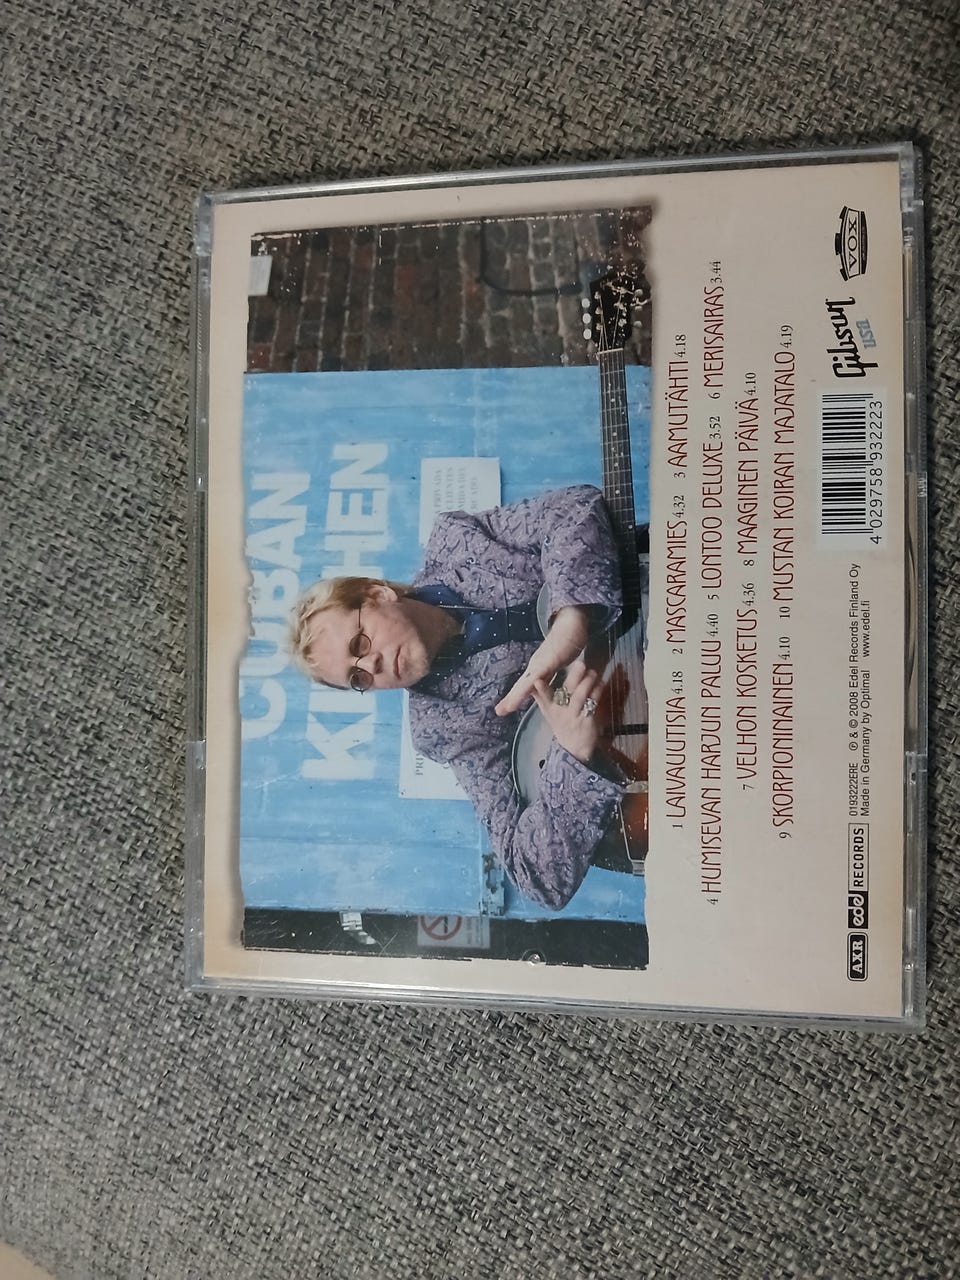 CUBAN
KITCHEN
1 LAIVAUUTISIA 4.18 2 MASCARAMIES 4.32 3 AAMUTÄHTI 4.18
4 HUMISEVAN HARJUN PALUU 4.40 5 LONTOO DELUXE 3.52 6 MERISAIRAS 3.44
7 VELHON KOSKETUS 4.36 8 MAAGINEN PÄIVÄ 4.10
9 SKORPIONINAINEN 4.10 10 MUSTAN KOIRAN MAJATALO 4.19
AXR edel RECORDS
0193222ERE ℗ & © 2008 Edel Records Finland Oy
Made in Germany by Optimal www.edel.fi
4 029758 932223
Gibson
usa
VOX